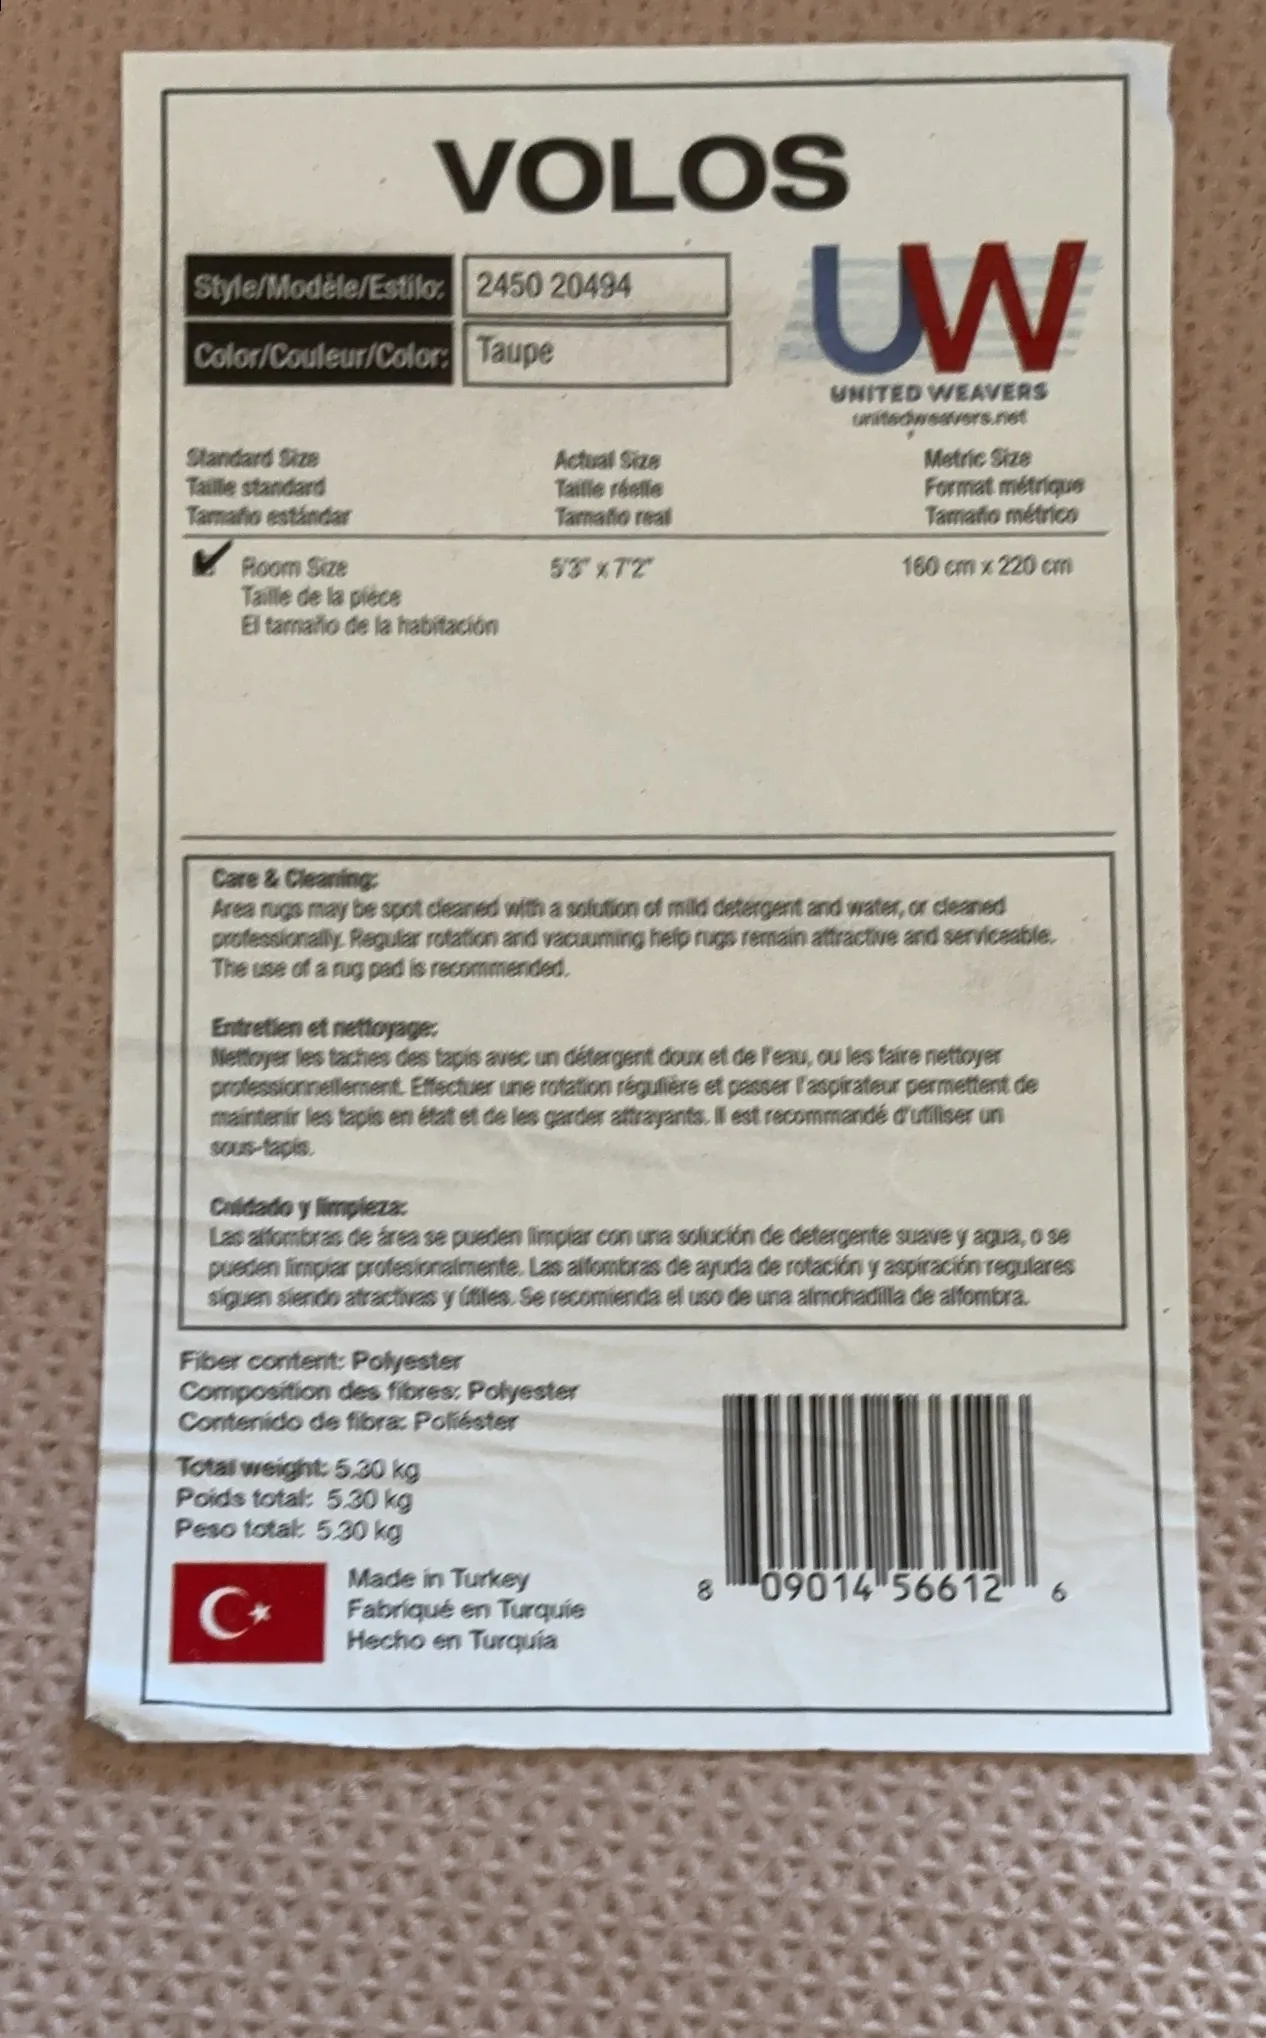 VOLOS
Style/Modèle/Estilo: 2450 20494
Color/Couleur/Color: Taupe
UW
UNITED WEAVERS
unitedweavers.net
Standard Size Actual Size Metric Size
Taille standard Taille réelle Format métrique
Tamaño estándar Tamaño real Tamaño métrico
Room Size 5'3" x 7'2" 160 cm x 220 cm
Taille de la pièce
El tamaño de la habitación
Care & Cleaning:
Area rugs may be spot cleaned with a solution of mild detergent and water, or cleaned
professionally. Regular rotation and vacuuming help rugs remain attractive and serviceable.
The use of a rug pad is recommended.
Entretien et nettoyage:
Nettoyer les taches des tapis avec un détergent doux et de l'eau, ou les faire nettoyer
professionnellement. Effectuer une rotation régulière et passer l'aspirateur permettent de
maintenir les tapis en état et de les garder attrayants. Il est recommandé d'utiliser un
sous-tapis.
Cuidado y limpieza:
Las alfombras de área se pueden limpiar con una solución de detergente suave y agua, o se
pueden limpiar profesionalmente. Las alfombras de ayuda de rotación y aspiración regulares
siguen siendo atractivas y útiles. Se recomienda el uso de una almohadilla de alfombra.
Fiber content: Polyester
Composition des fibres: Polyester
Contenido de fibra: Poliéster
Total weight: 5.30 kg
Poids total: 5.30 kg
Peso total: 5.30 kg
Made in Turkey
Fabriqué en Turquie
Hecho en Turquía
8 09014 56612 6